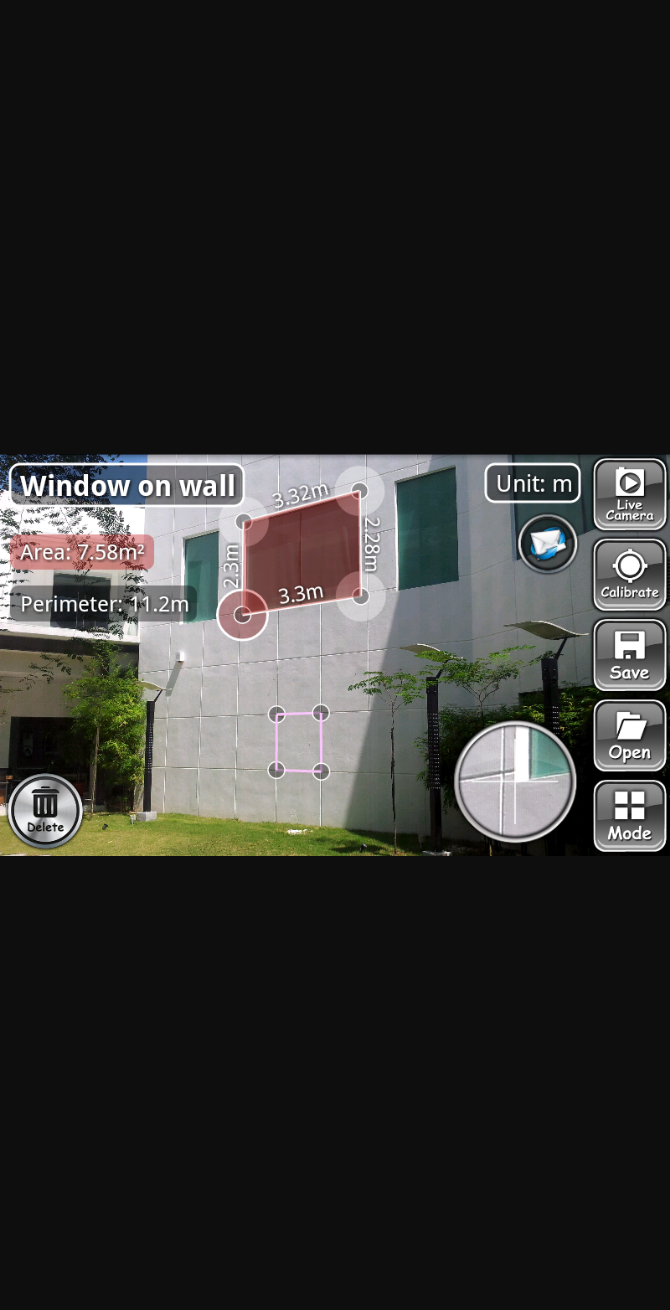 Window on wall
Unit: m
Live
Camera
Area: 7.58m²
Perimeter: 11.2m
3.32m
2.28m
2.3m
3.3m
Calibrate
Save
Open
Mode
Delete